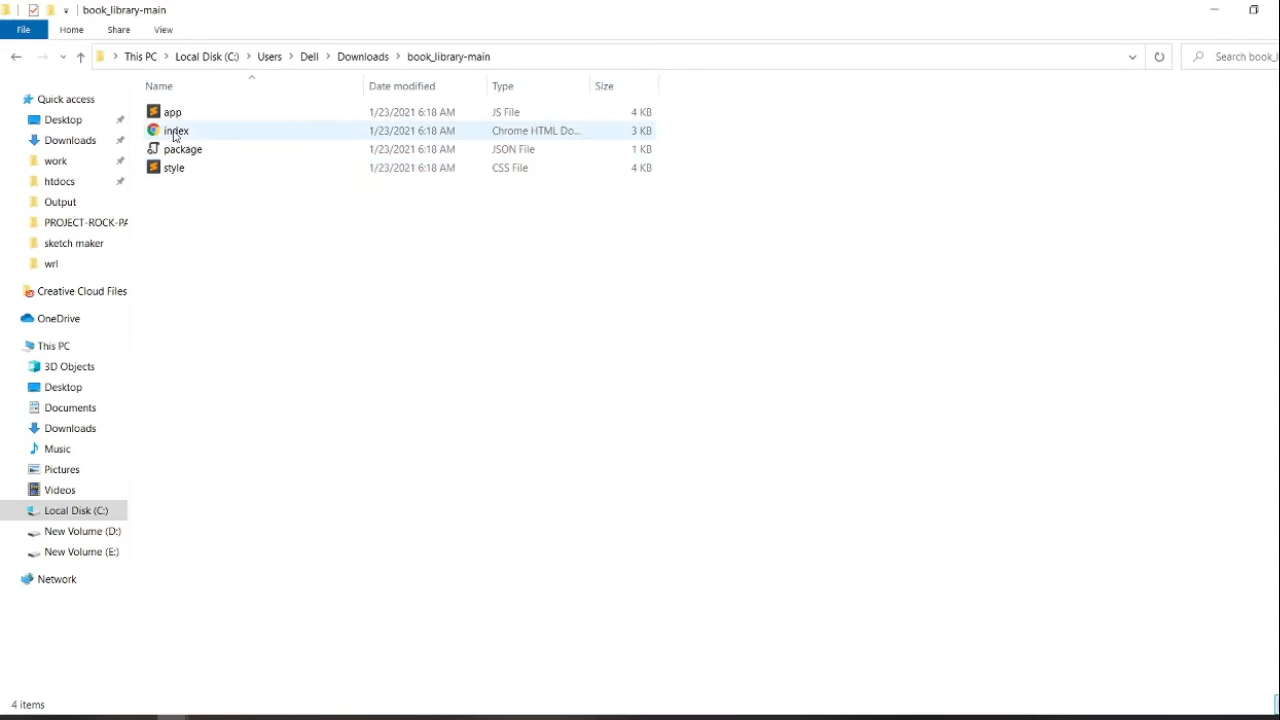 book_library-main
File Home Share View
This PC Local Disk (C:) Users Dell Downloads book_library-main Search book_l
Name Date modified Type Size
app 1/23/2021 6:18 AM JS File 4 KB
index 1/23/2021 6:18 AM Chrome HTML Do... 3 KB
package 1/23/2021 6:18 AM JSON File 1 KB
style 1/23/2021 6:18 AM CSS File 4 KB
Quick access
Desktop
Downloads
work
htdocs
Output
PROJECT-ROCK-PA
sketch maker
wrl
Creative Cloud Files
OneDrive
This PC
3D Objects
Desktop
Documents
Downloads
Music
Pictures
Videos
Local Disk (C:)
New Volume (D:)
New Volume (E:)
Network
4 items